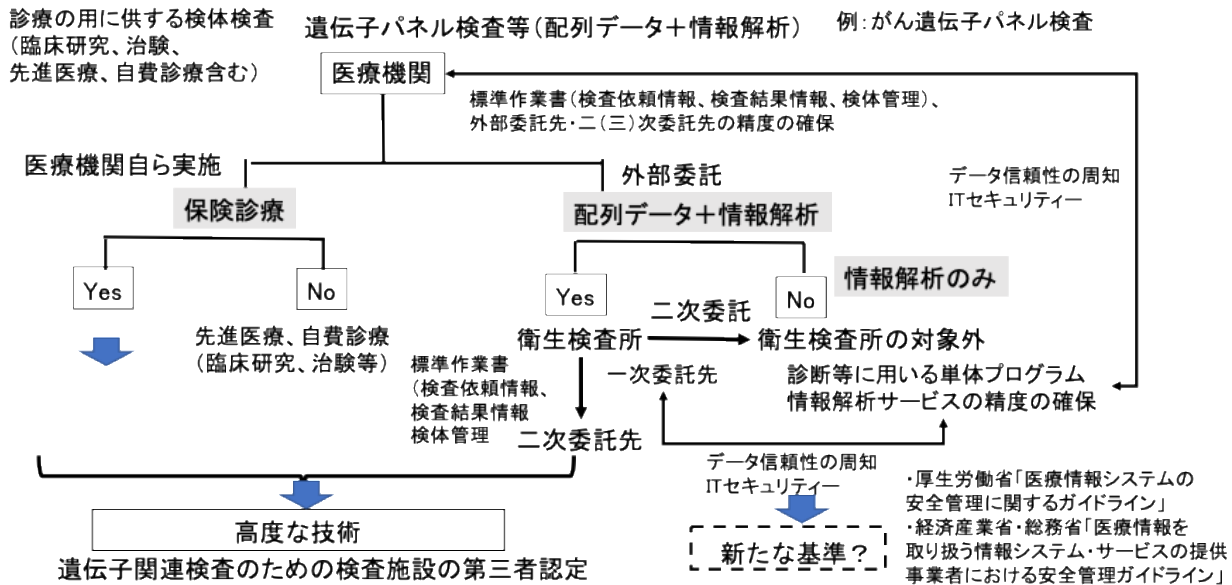 診療の用に供する検体検査
（臨床研究、治験、
先進医療、自費診療含む）
遺伝子パネル検査等（配列データ＋情報解析）
例：がん遺伝子パネル検査
医療機関
標準作業書（検査依頼情報、検査結果情報、検体管理）、
外部委託先・二（三）次委託先の精度の確保
医療機関自ら実施
外部委託
データ信頼性の周知
ITセキュリティー
保険診療
配列データ＋情報解析
Yes
No
Yes
No
情報解析のみ
先進医療、自費診療
（臨床研究、治験等）
二次委託
衛生検査所
衛生検査所の対象外
標準作業書
（検査依頼情報、
検査結果情報
検体管理
一次委託先
診断等に用いる単体プログラム
情報解析サービスの精度の確保
二次委託先
データ信頼性の周知
ITセキュリティー
・厚生労働省「医療情報システムの
安全管理に関するガイドライン」
・経済産業省・総務省「医療情報を
取り扱う情報システム・サービスの提供
事業者における安全管理ガイドライン」
高度な技術
新たな基準？
遺伝子関連検査のための検査施設の第三者認定